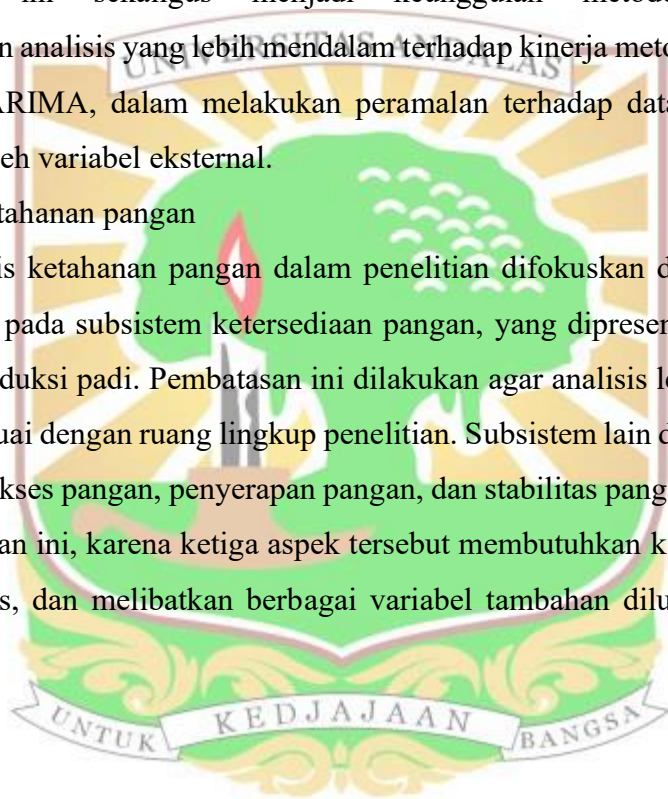 ini sekaligus menjadi keunggulan metode
n analisis yang lebih mendalam terhadap kinerja meto
UNIVERSITAS ANDALAS
ARIMA, dalam melakukan peramalan terhadap data
eh variabel eksternal.
tahanan pangan
is ketahanan pangan dalam penelitian difokuskan d
pada subsistem ketersediaan pangan, yang dipresen
duksi padi. Pembatasan ini dilakukan agar analisis le
uai dengan ruang lingkup penelitian. Subsistem lain d
kses pangan, penyerapan pangan, dan stabilitas pang
an ini, karena ketiga aspek tersebut membutuhkan k
s, dan melibatkan berbagai variabel tambahan dilu
UNTUK KEDJAJAAN BANGSA